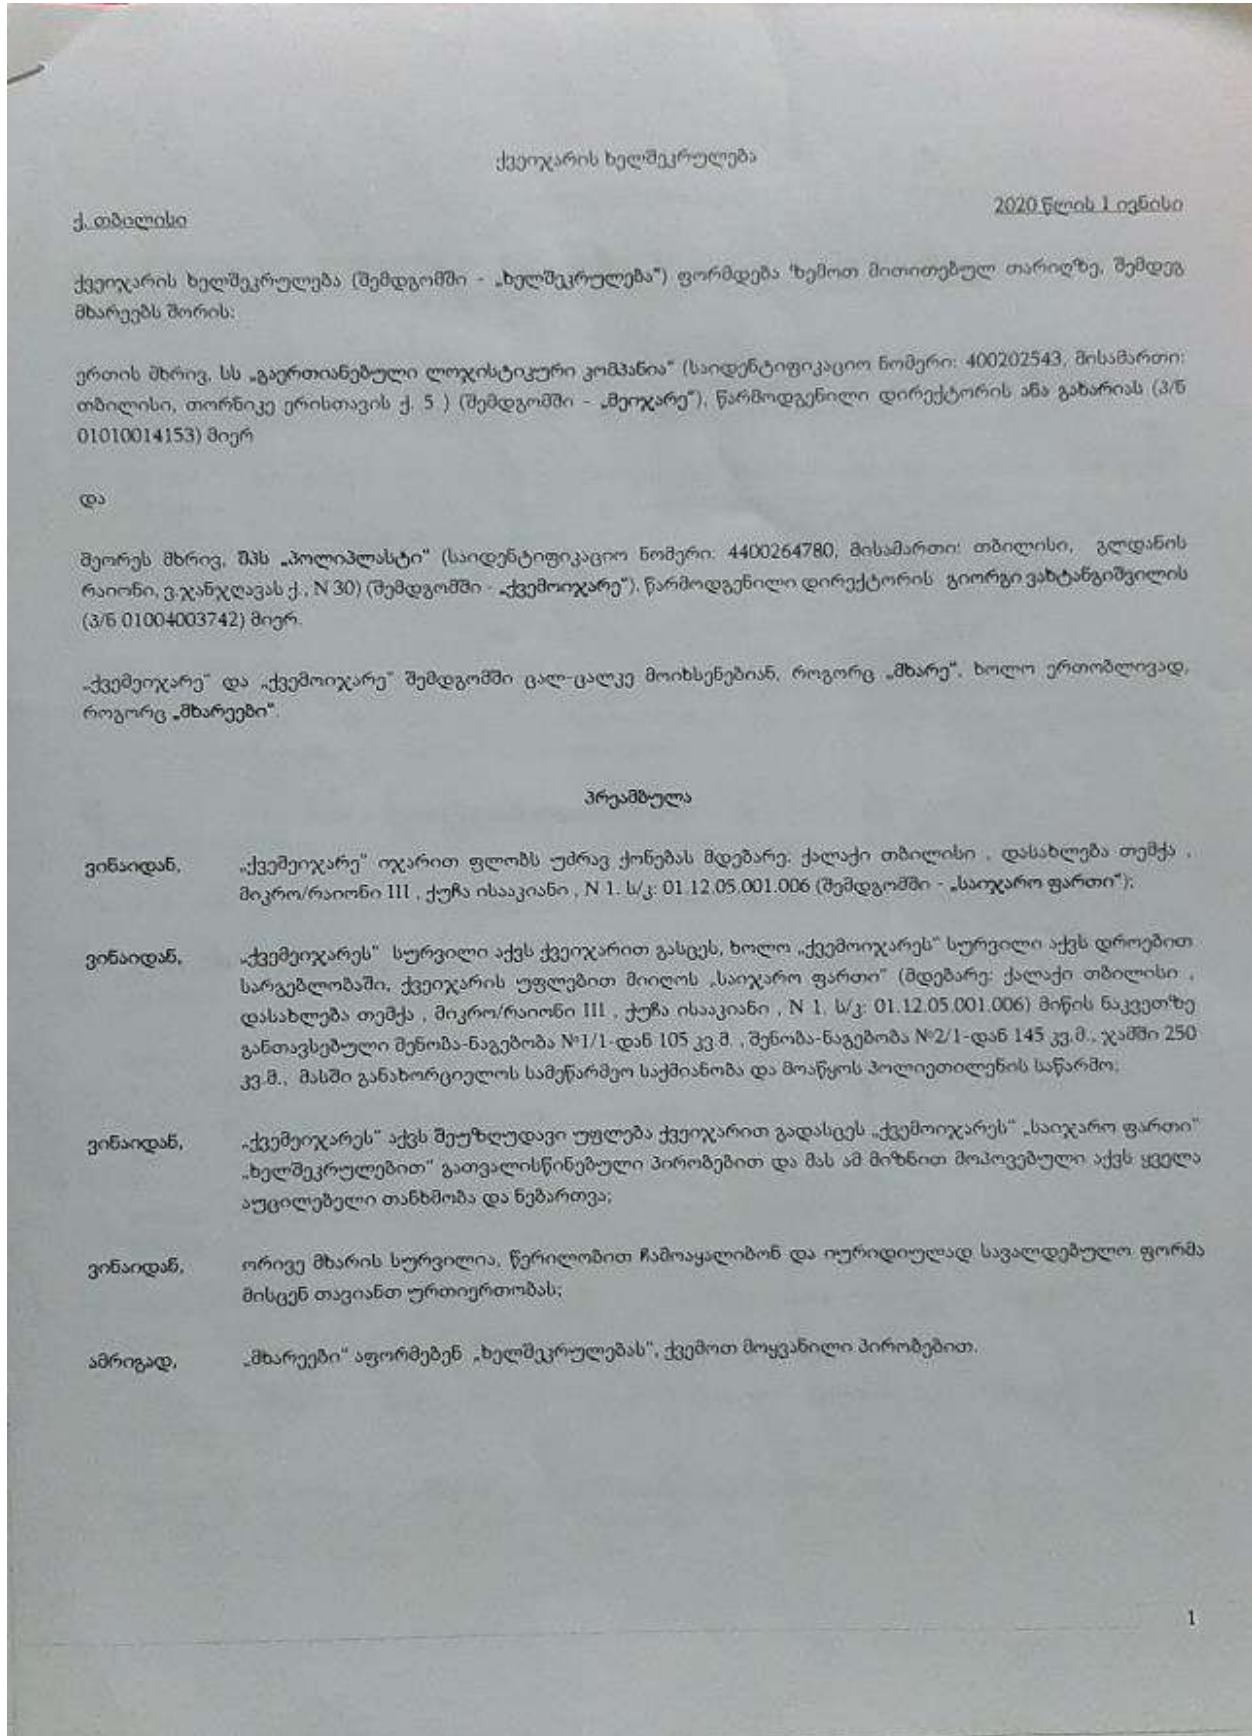 ქვეიჯარის ხელშეკრულება
2020 წლის 1 ივნისი
ქ. თბილისი
ქვეიჯარის ხელშეკრულება (შემდგომში - „ხელშეკრულება“) ფორმდება ზემოთ მითითებულ თარიღზე, შემდეგ
მხარეებს შორის:
ერთის მხრივ, სს „გაერთიანებული ლოჯისტიკური კომპანია“ (საიდენტიფიკაციო ნომერი: 400202543, მისამართი:
თბილისი, თორნიკე ერისთავის ქ. 5 ) (შემდგომში - „მეიჯარე“), წარმოდგენილი დირექტორის ანა გახარიას (პ/ნ
01010014153) მიერ
და
მეორეს მხრივ, შპს „პოლიპლასტი“ (საიდენტიფიკაციო ნომერი: 4400264780, მისამართი: თბილისი, გლდანის
რაიონი, ვ.ჯანჯღავას ქ., N 30) (შემდგომში - „ქვემოიჯარე“), წარმოდგენილი დირექტორის გიორგი ვახტანგიშვილის
(პ/ნ 01004003742) მიერ.
„ქვემეიჯარე“ და „ქვემოიჯარე“ შემდგომში ცალ-ცალკე მოიხსენებიან, როგორც „მხარე“, ხოლო ერთობლივად,
როგორც „მხარეები“.
პრეამბულა
ვინაიდან, „ქვემეიჯარე“ იჯარით ფლობს უძრავ ქონებას მდებარე: ქალაქი თბილისი , დასახლება თემქა ,
მიკრო/რაიონი III , ქუჩა ისააკიანი , N 1. ს/კ: 01.12.05.001.006 (შემდგომში - „საიჯარო ფართი“);
ვინაიდან, „ქვემეიჯარეს“ სურვილი აქვს ქვეიჯარით გასცეს, ხოლო „ქვემოიჯარეს“ სურვილი აქვს დროებით
სარგებლობაში, ქვეიჯარის უფლებით მიიღოს „საიჯარო ფართი“ (მდებარე: ქალაქი თბილისი ,
დასახლება თემქა , მიკრო/რაიონი III , ქუჩა ისააკიანი , N 1, ს/კ: 01.12.05.001.006) მიწის ნაკვეთზე
განთავსებული შენობა-ნაგებობა №1/1-დან 105 კვ.მ. , შენობა-ნაგებობა №2/1-დან 145 კვ.მ., ჯამში 250
კვ.მ., მასში განახორციელოს სამეწარმეო საქმიანობა და მოაწყოს პოლიეთილენის საწარმო;
ვინაიდან, „ქვემეიჯარეს“ აქვს შეუზღუდავი უფლება ქვეიჯარით გადასცეს „ქვემოიჯარეს“ „საიჯარო ფართი“
„ხელშეკრულებით“ გათვალისწინებული პირობებით და მას ამ მიზნით მოპოვებული აქვს ყველა
აუცილებელი თანხმობა და ნებართვა;
ვინაიდან, ორივე მხარის სურვილია, წერილობით ჩამოაყალიბონ და იურიდიულად სავალდებულო ფორმა
მისცენ თავიანთ ურთიერთობას;
ამრიგად, „მხარეები“ აფორმებენ „ხელშეკრულებას“, ქვემოთ მოყვანილი პირობებით.
1